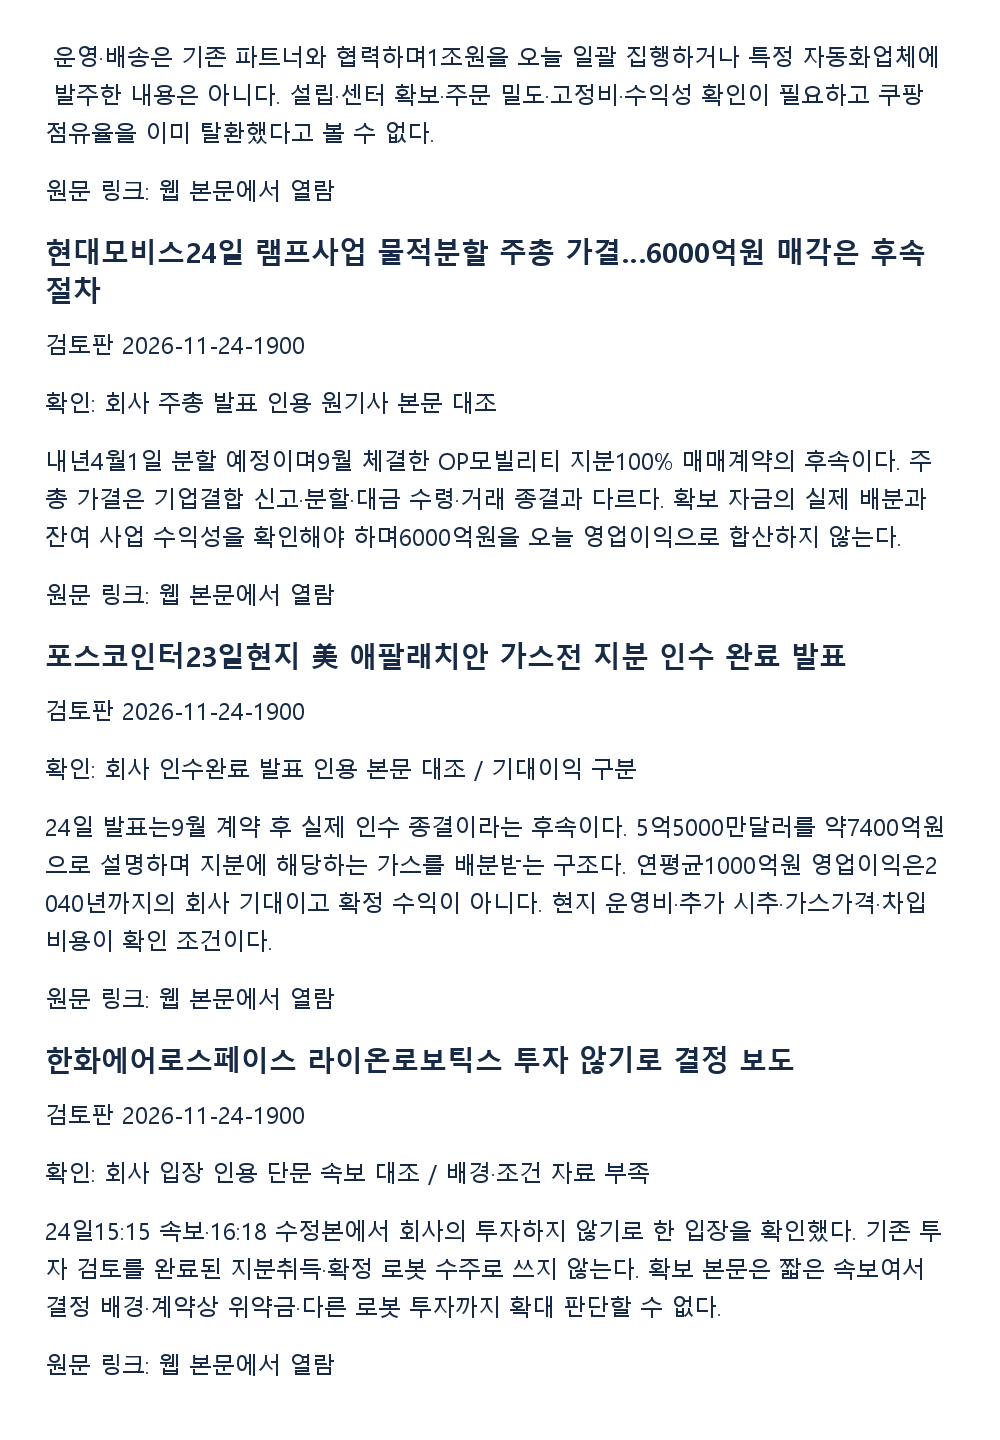 운영·배송은 기존 파트너와 협력하며1조원을 오늘 일괄 집행하거나 특정 자동화업체에
발주한 내용은 아니다. 설립·센터 확보·주문 밀도·고정비·수익성 확인이 필요하고 쿠팡
점유율을 이미 탈환했다고 볼 수 없다.
원문 링크: 웹 본문에서 열람
현대모비스24일 램프사업 물적분할 주총 가결…6000억원 매각은 후속
절차
검토판 2026-11-24-1900
확인: 회사 주총 발표 인용 원기사 본문 대조
내년4월1일 분할 예정이며9월 체결한 OP모빌리티 지분100% 매매계약의 후속이다. 주
총 가결은 기업결합 신고·분할·대금 수령·거래 종결과 다르다. 확보 자금의 실제 배분과
잔여 사업 수익성을 확인해야 하며6000억원을 오늘 영업이익으로 합산하지 않는다.
원문 링크: 웹 본문에서 열람
포스코인터23일현지 美 애팔래치안 가스전 지분 인수 완료 발표
검토판 2026-11-24-1900
확인: 회사 인수완료 발표 인용 본문 대조 / 기대이익 구분
24일 발표는9월 계약 후 실제 인수 종결이라는 후속이다. 5억5000만달러를 약7400억원
으로 설명하며 지분에 해당하는 가스를 배분받는 구조다. 연평균1000억원 영업이익은2
040년까지의 회사 기대이고 확정 수익이 아니다. 현지 운영비·추가 시추·가스가격·차입
비용이 확인 조건이다.
원문 링크: 웹 본문에서 열람
한화에어로스페이스 라이온로보틱스 투자 않기로 결정 보도
검토판 2026-11-24-1900
확인: 회사 입장 인용 단문 속보 대조 / 배경·조건 자료 부족
24일15:15 속보·16:18 수정본에서 회사의 투자하지 않기로 한 입장을 확인했다. 기존 투
자 검토를 완료된 지분취득·확정 로봇 수주로 쓰지 않는다. 확보 본문은 짧은 속보여서
결정 배경·계약상 위약금·다른 로봇 투자까지 확대 판단할 수 없다.
원문 링크: 웹 본문에서 열람